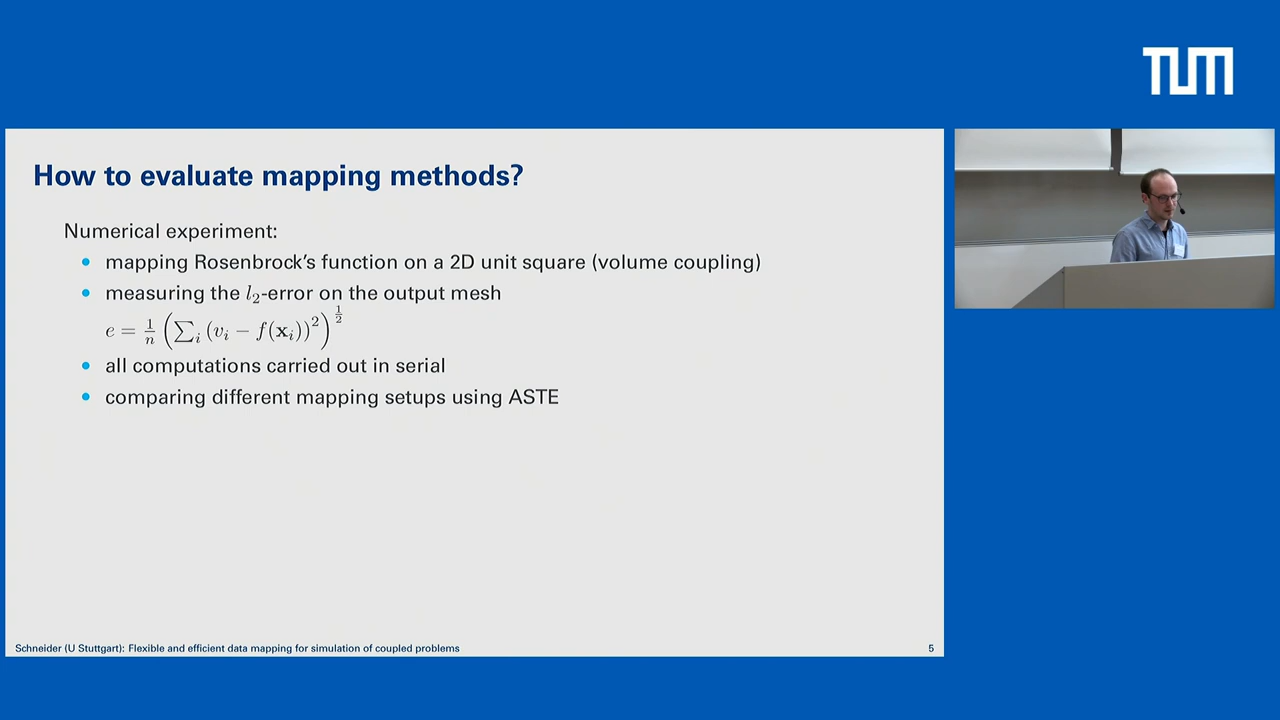 TUM
How to evaluate mapping methods?
Numerical experiment:
• mapping Rosenbrock's function on a 2D unit square (volume coupling)
• measuring the l₂-error on the output mesh
e = 1/n (∑ᵢ (vᵢ − f(xᵢ))²)^(1/2)
• all computations carried out in serial
• comparing different mapping setups using ASTE
Schneider (U Stuttgart): Flexible and efficient data mapping for simulation of coupled problems
5